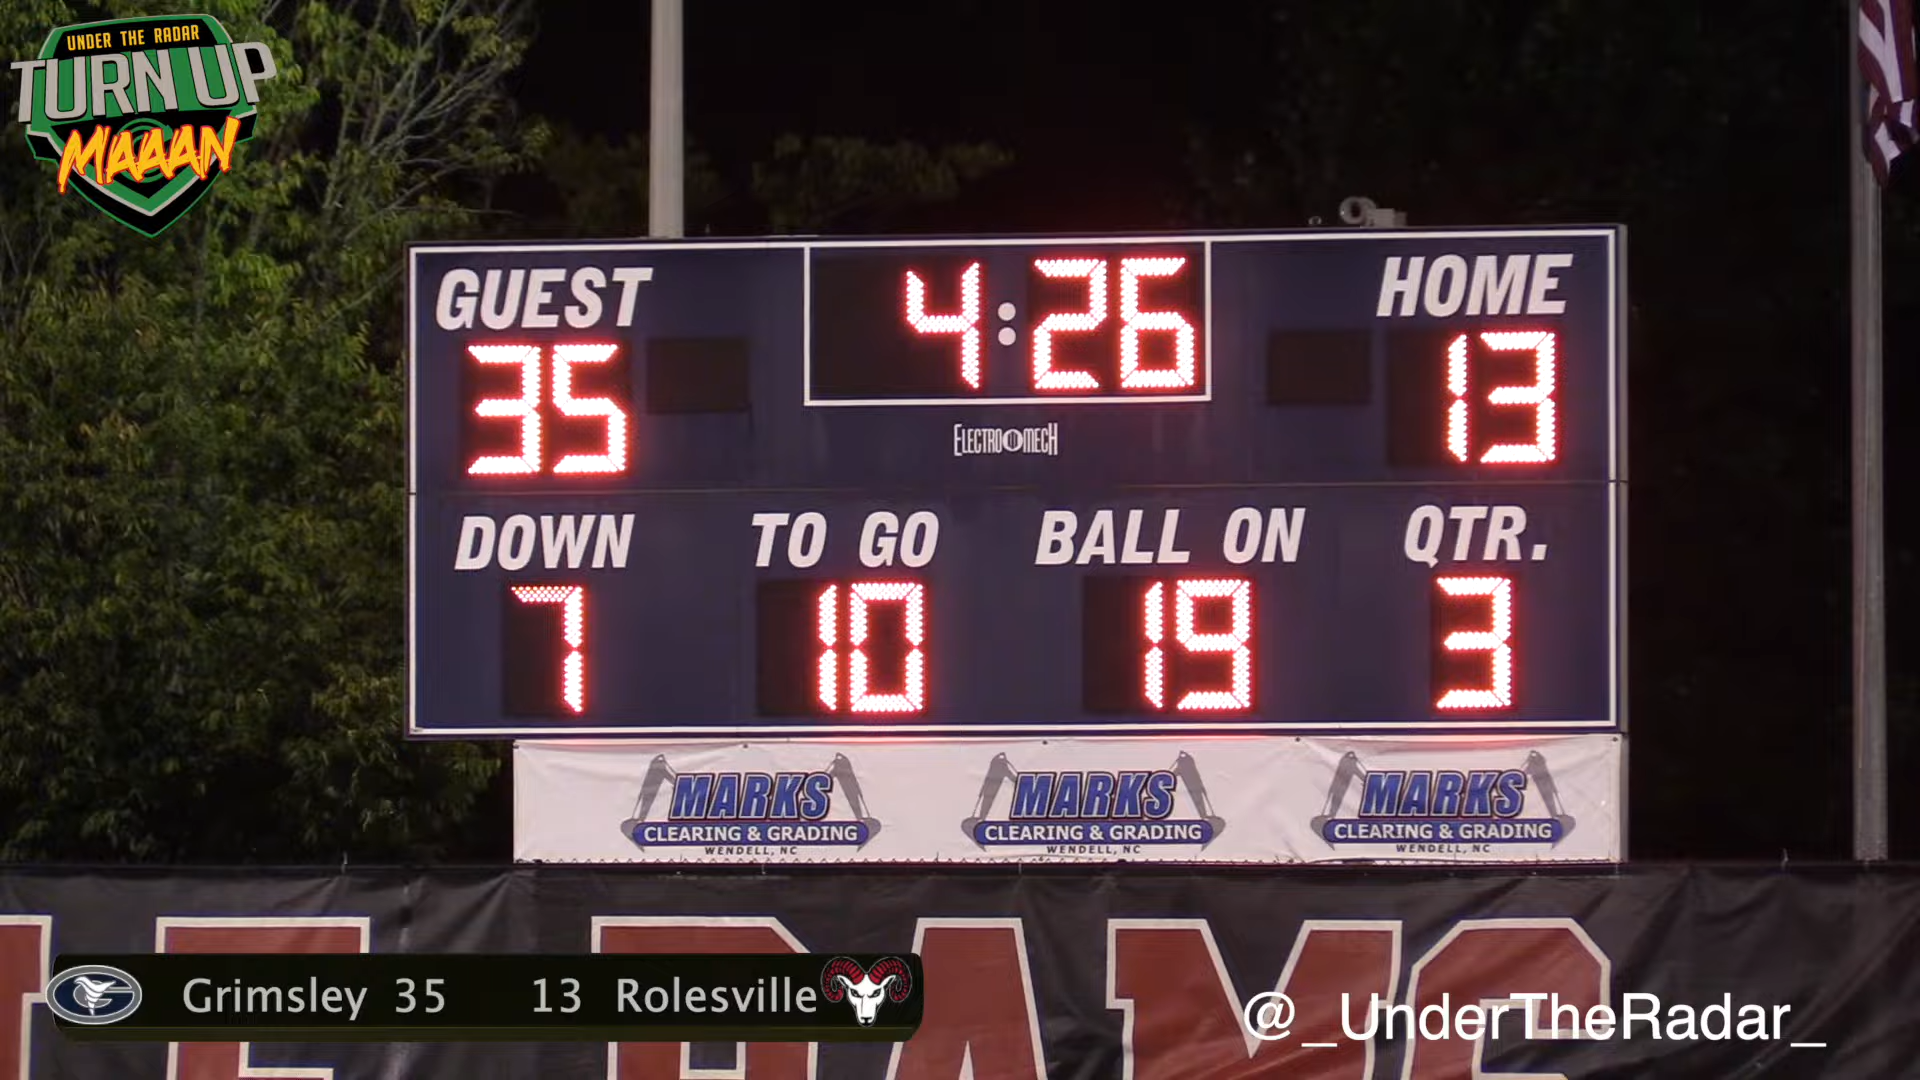 UNDER THE RADAR
TURN UP
MAAAN
GUEST 4:26 HOME
35 13
ELECTRO MECH
DOWN TO GO BALL ON QTR.
7 10 19 3
MARKS MARKS MARKS
CLEARING & GRADING CLEARING & GRADING CLEARING & GRADING
WENDELL, NC WENDELL, NC WENDELL, NC
E RAMS
G Grimsley 35 13 Rolesville
@_UnderTheRadar_